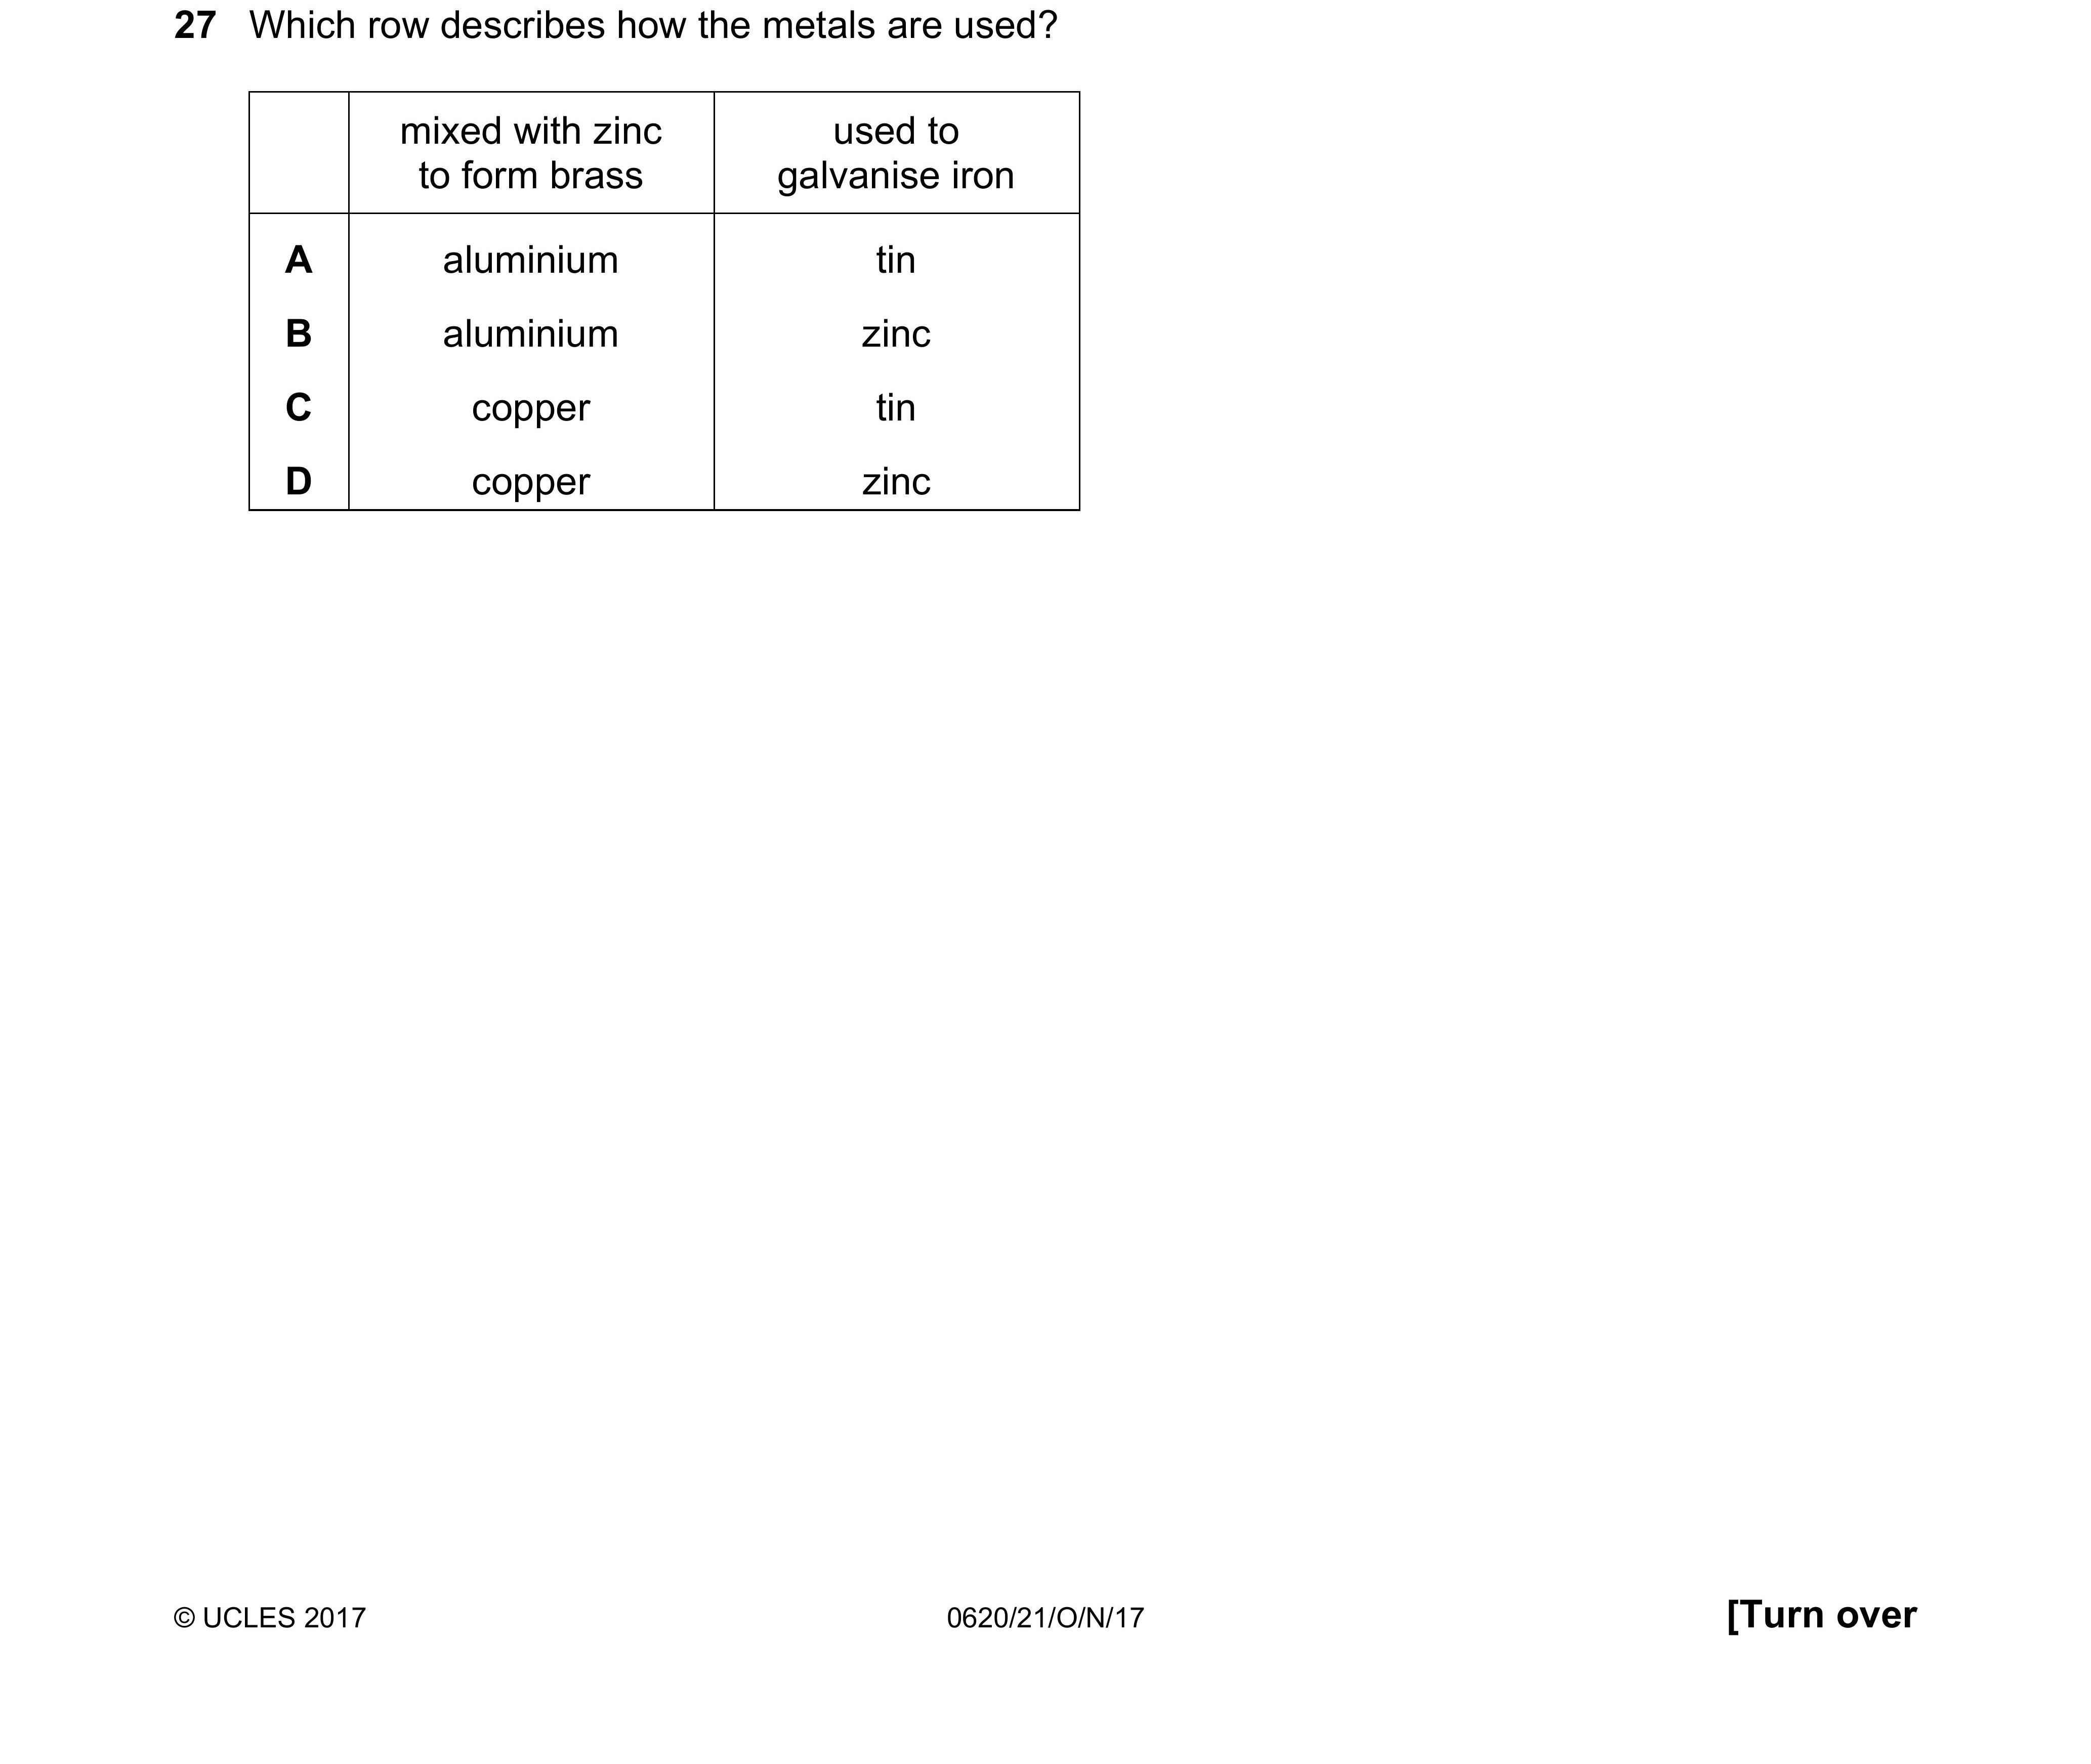 27 Which row describes how the metals are used?
mixed with zinc to form brass used to galvanise iron
A aluminium tin
B aluminium zinc
C copper tin
D copper zinc
© UCLES 2017 0620/21/O/N/17 [Turn over